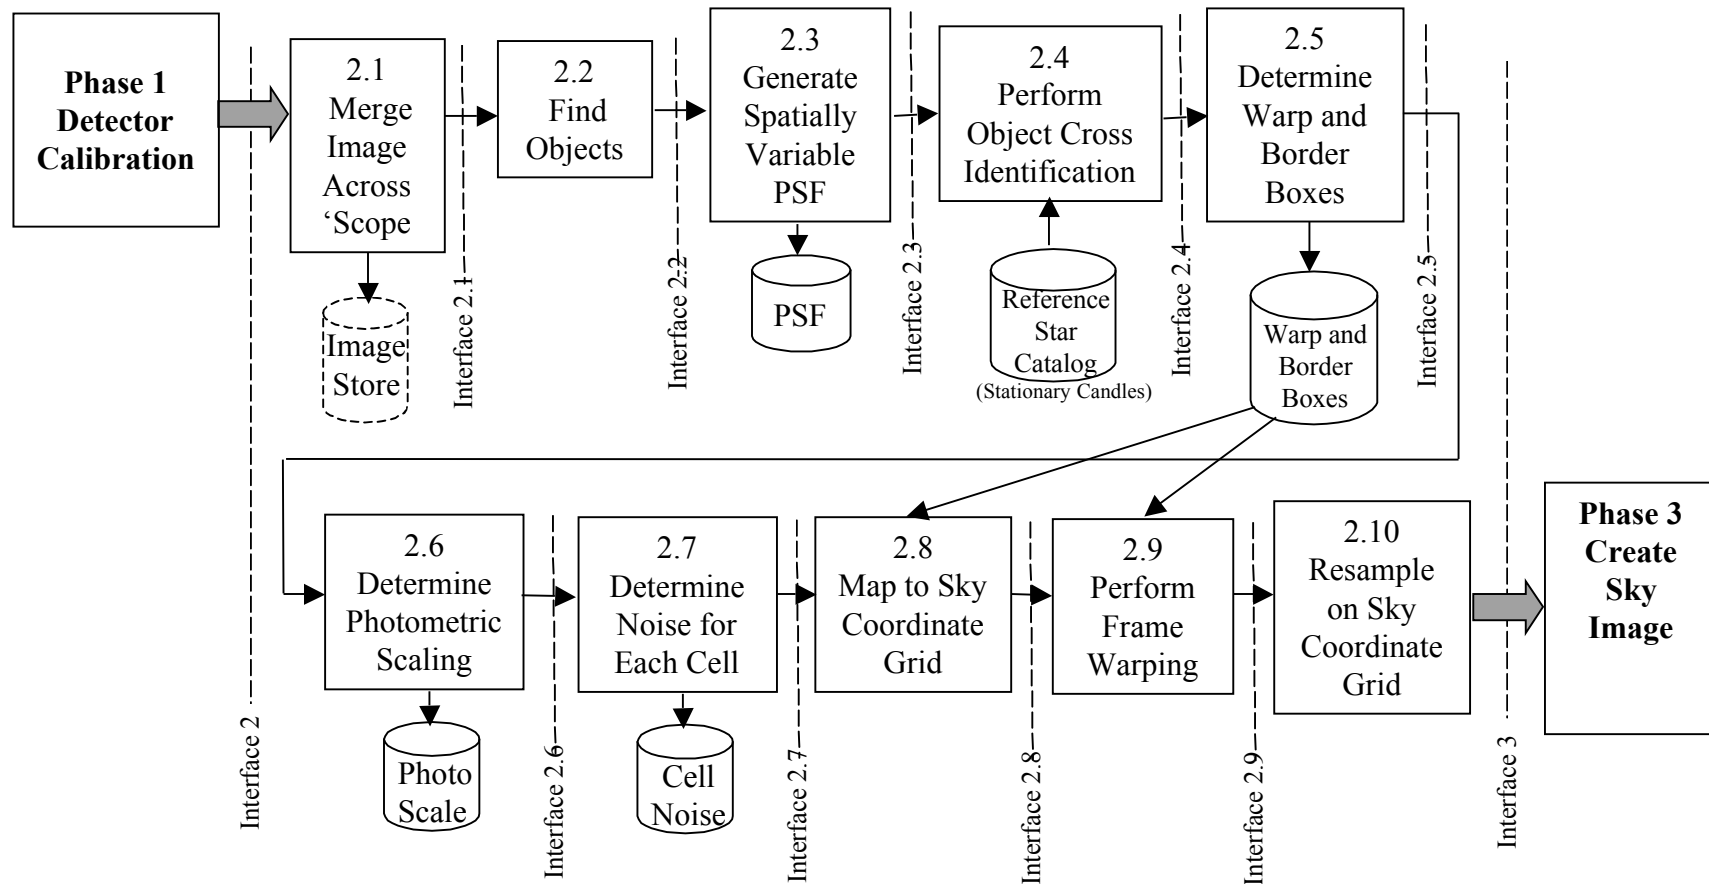 Phase 1
Detector
Calibration
2.1
Merge
Image
Across
‘Scope
2.2
Find
Objects
2.3
Generate
Spatially
Variable
PSF
2.4
Perform
Object Cross
Identification
2.5
Determine
Warp and
Border
Boxes
Image
Store
PSF
Reference
Star
Catalog
(Stationary Candles)
Warp and
Border
Boxes
Interface 2.1
Interface 2.2
Interface 2.3
Interface 2.4
Interface 2.5
2.6
Determine
Photometric
Scaling
2.7
Determine
Noise for
Each Cell
2.8
Map to Sky
Coordinate
Grid
2.9
Perform
Frame
Warping
2.10
Resample
on Sky
Coordinate
Grid
Phase 3
Create
Sky
Image
Photo
Scale
Cell
Noise
Interface 2
Interface 2.6
Interface 2.7
Interface 2.8
Interface 2.9
Interface 3